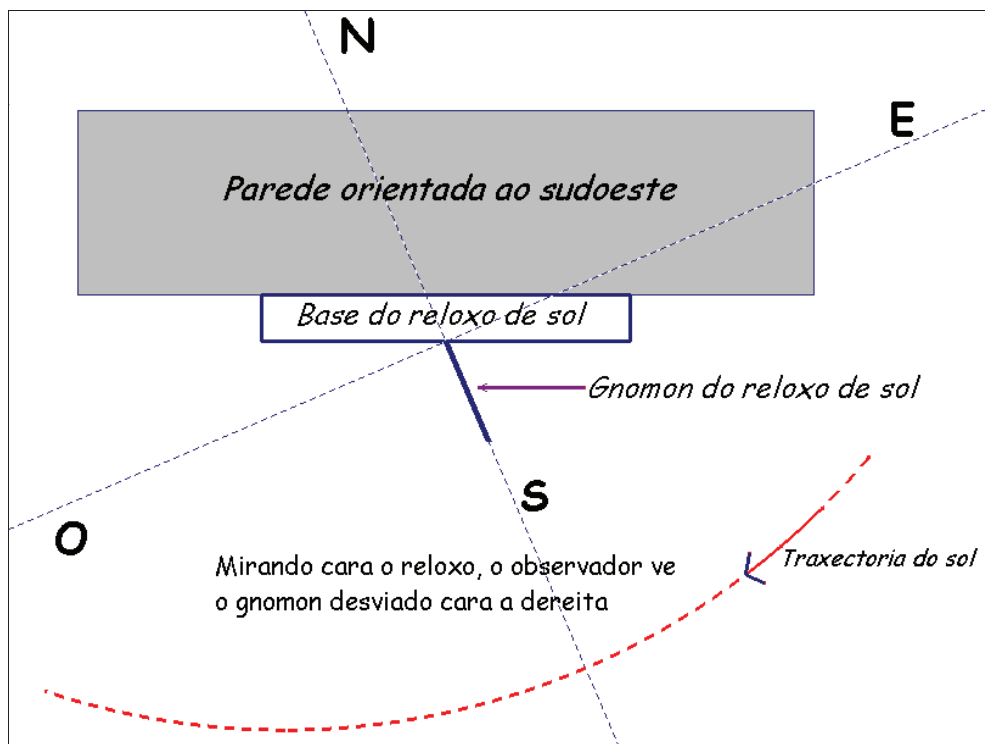 N
E
Parede orientada ao sudoeste
Base do reloxo de sol
Gnomon do reloxo de sol
S
O
Traxectoria do sol
Mirando cara o reloxo, o observador ve
o gnomon desviado cara a dereita